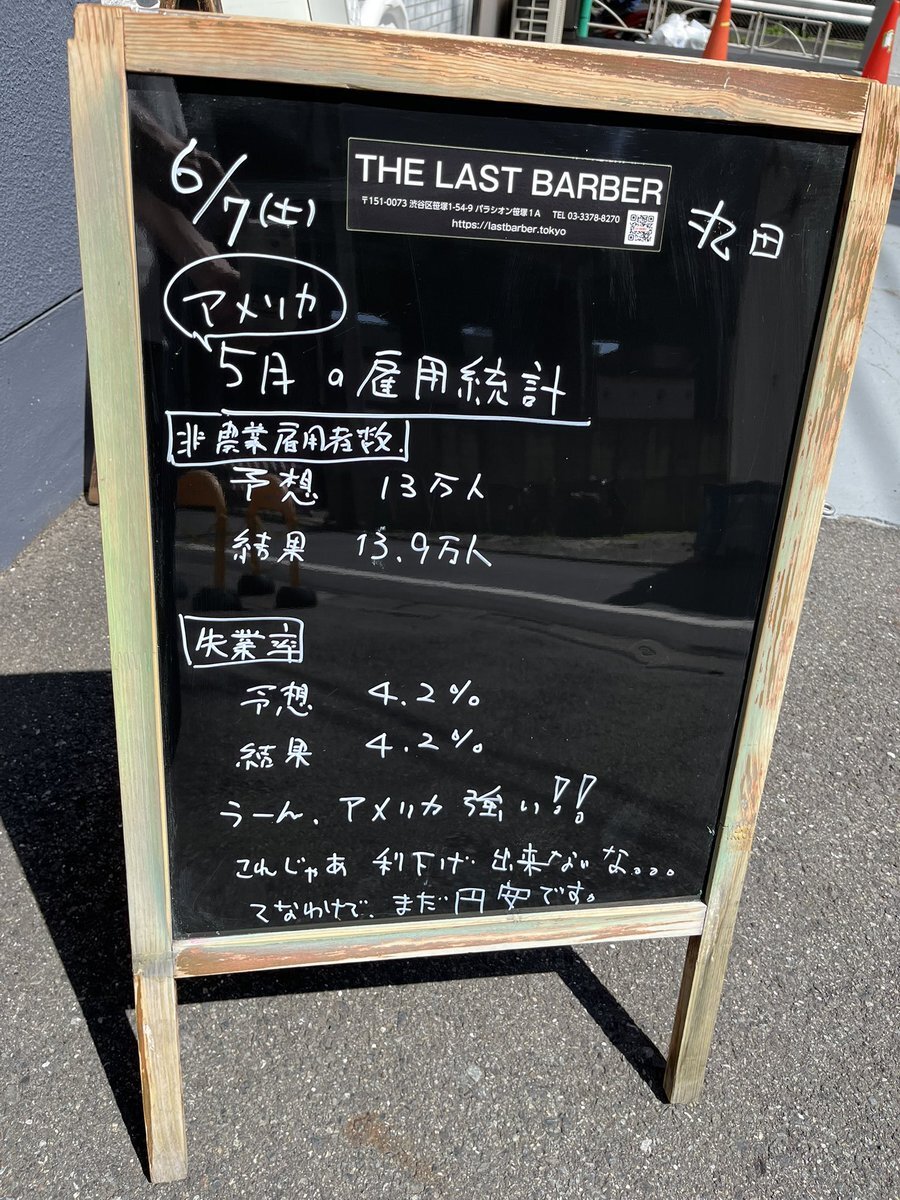 6/7(土)
THE LAST BARBER
〒151-0073 渋谷区笹塚1-54-9 パラシオン笹塚1A TEL 03-3378-8270
https://lastbarber.tokyo
丸田
アメリカ
5月の雇用統計
非農業雇用者数.
予想 13万人
結果 13.9万人
失業率
予想 4.2%
結果 4.2%
うーん、アメリカ強い!!
これじゃあ利下げ出来ないな。。。
てなわけで、まだ円安です。